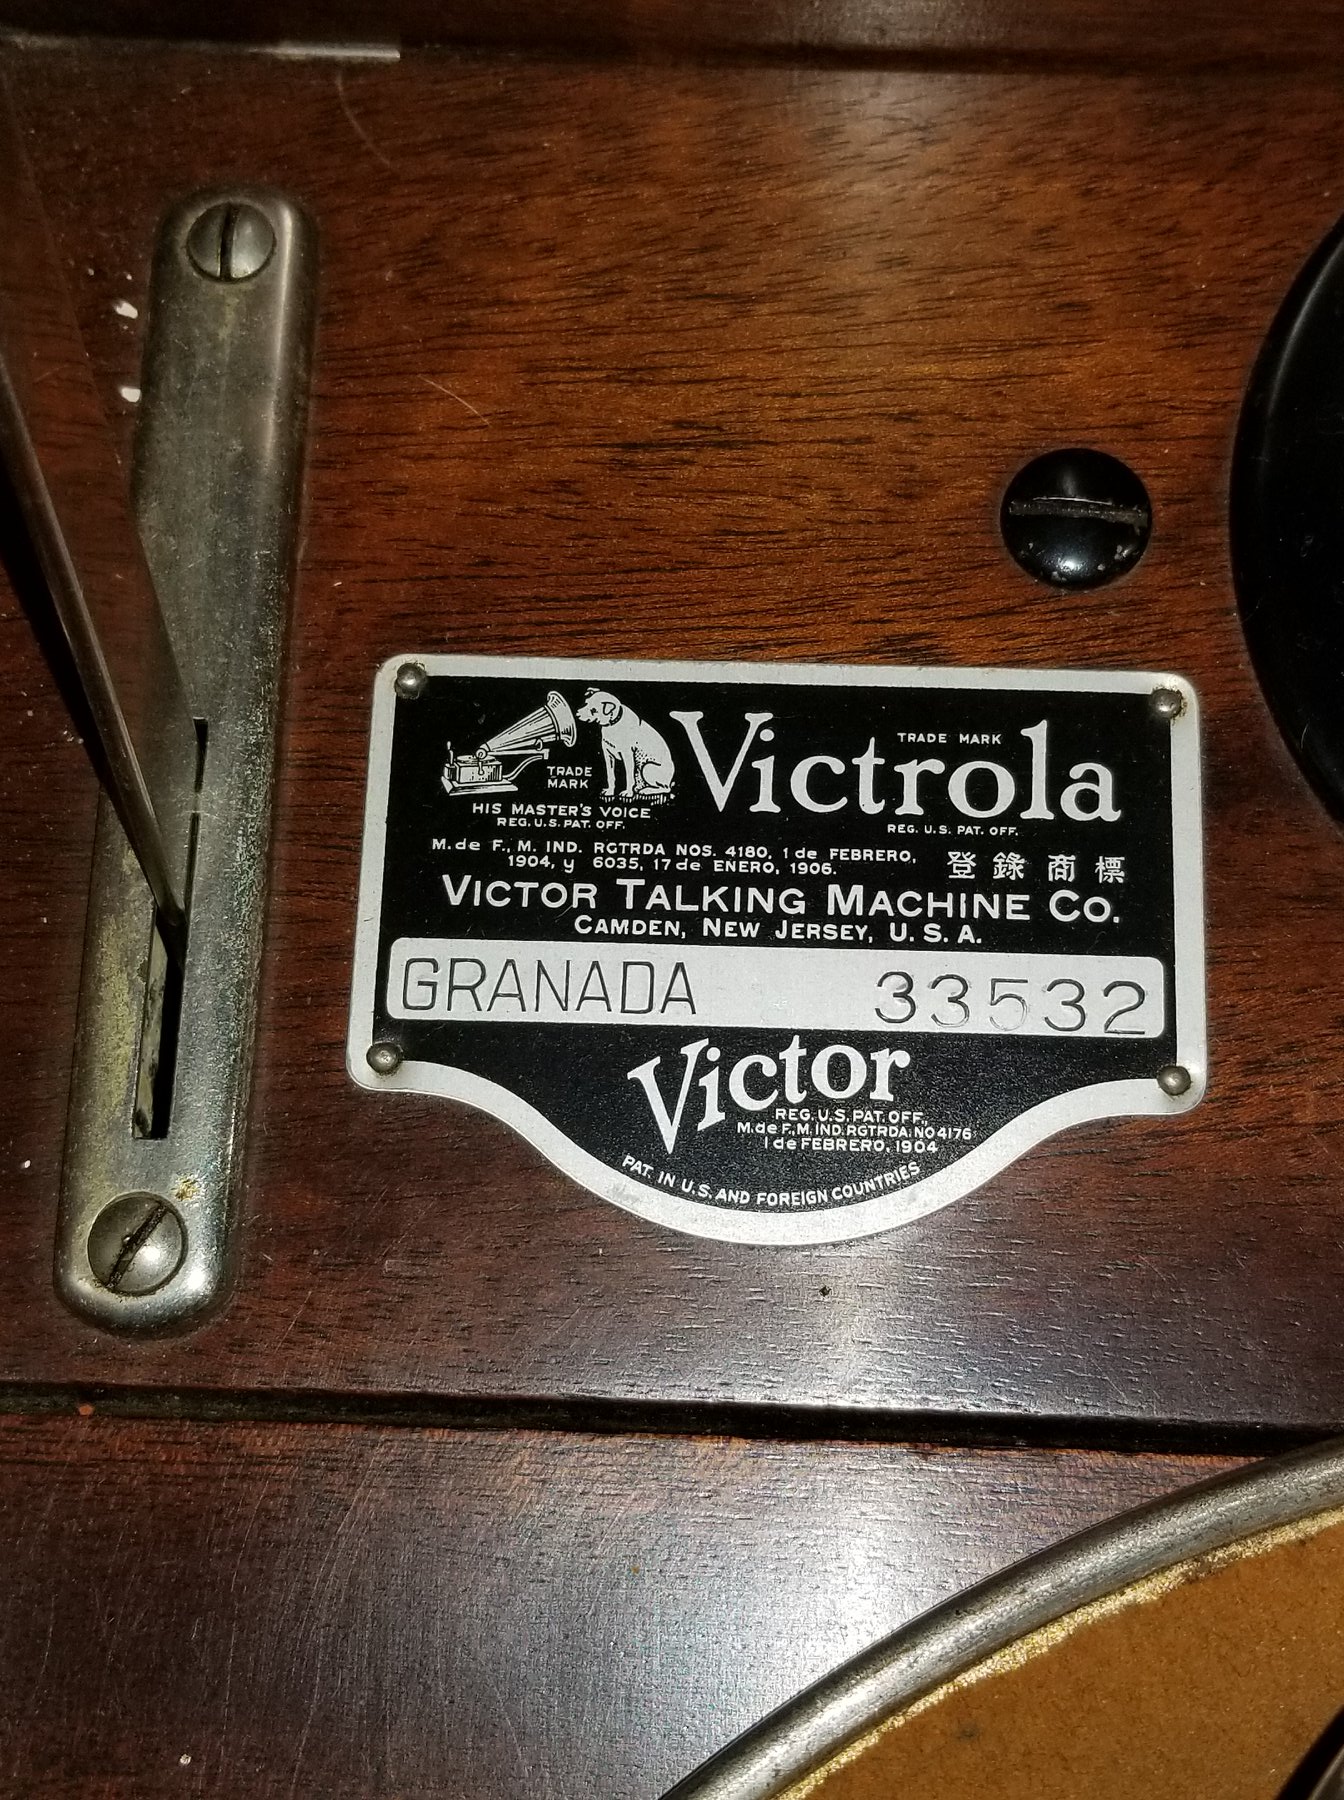 TRADE MARK
HIS MASTER'S VOICE
REG. U.S. PAT. OFF.
Victrola
TRADE MARK
REG. U.S. PAT. OFF.
M. de F., M. IND. RGTRDA NOS. 4180, 1 de FEBRERO,
1904, y 6035, 17 de ENERO, 1906.
登錄商標
VICTOR TALKING MACHINE CO.
CAMDEN, NEW JERSEY, U. S. A.
GRANADA 33532
Victor
REG. U.S. PAT. OFF.
M. de F., M. IND. RGTRDA. NO 4176
1 de FEBRERO, 1904
PAT. IN U.S. AND FOREIGN COUNTRIES